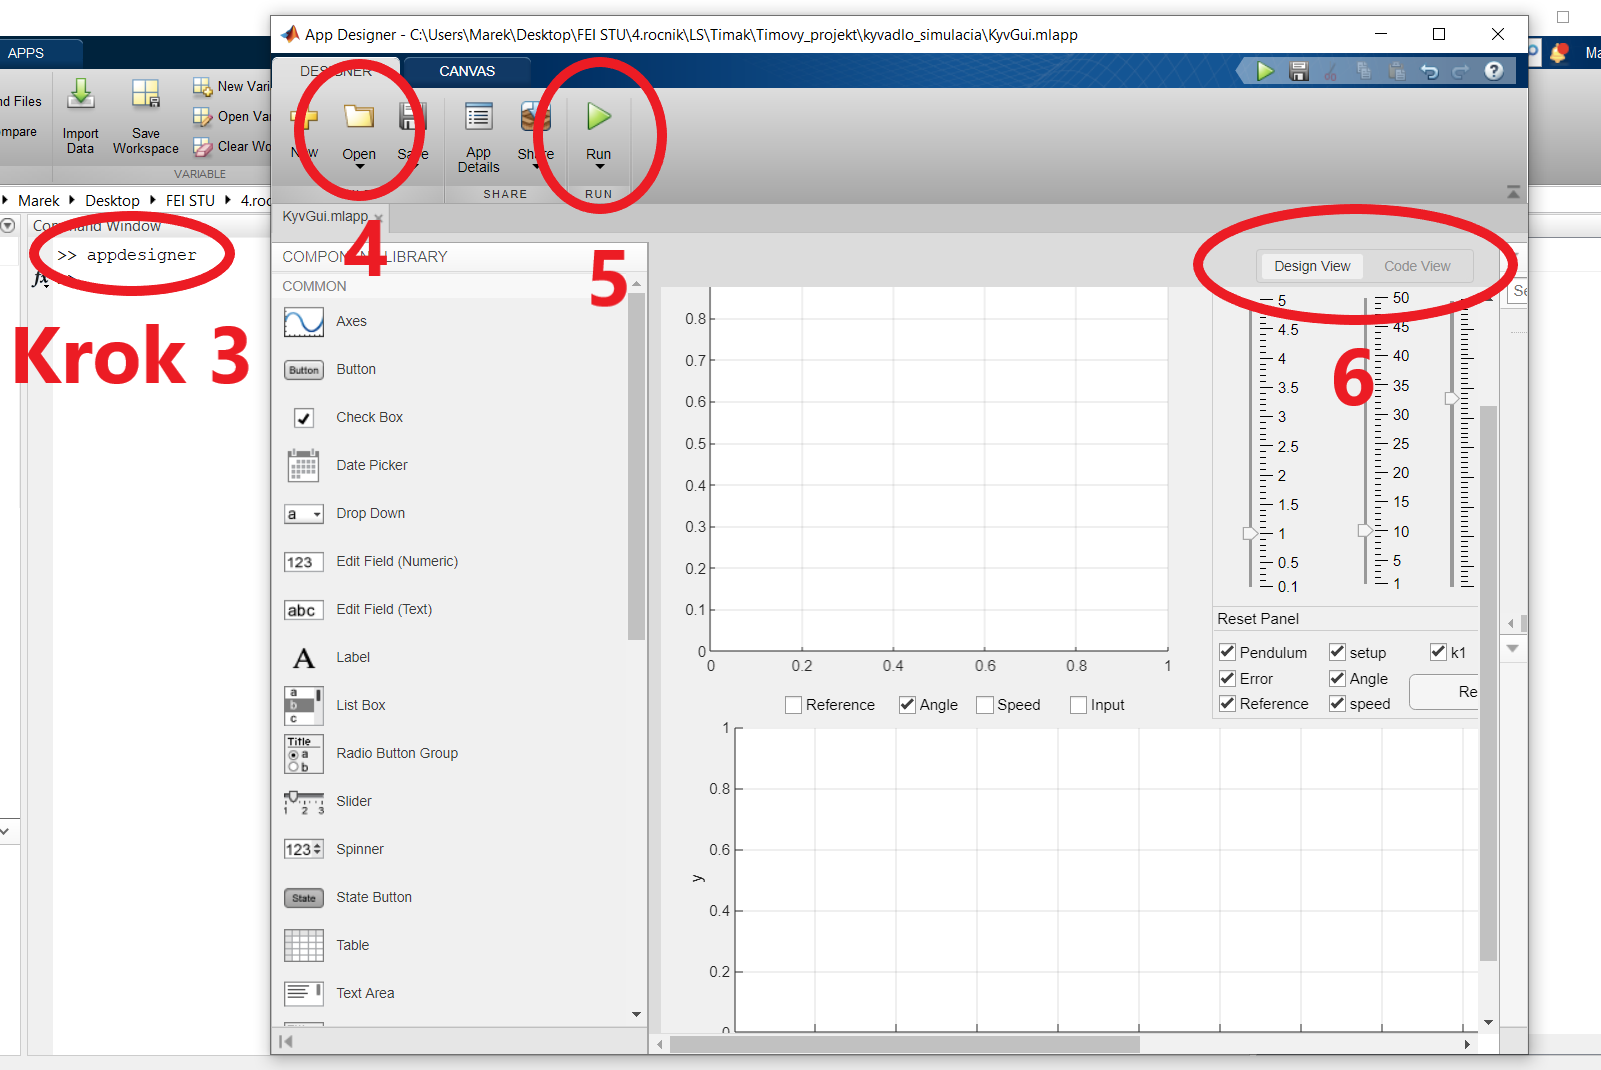 App Designer - C:\Users\Marek\Desktop\FEI STU\4.rocnik\LS\Timak\Timovy_projekt\kyvadlo_simulacia\KyvGui.mlapp
APPS
DESIGNER
CANVAS
nd Files
mpare
Import
Data
Save
Workspace
New Vari
Open Va
Clear Wo
VARIABLE
New
Open
Save
App
Details
Share
Run
SHARE
RUN
Ma
Marek
Desktop
FEI STU
4.roc
KyvGui.mlapp
Command Window
>> appdesigner
fx >>
Krok 3
4
5
6
COMPONENT LIBRARY
COMMON
Axes
Button
Button
Check Box
Date Picker
a
Drop Down
123
Edit Field (Numeric)
abc
Edit Field (Text)
A
Label
a
b
c
List Box
Title
a
b
Radio Button Group
1 2 3
Slider
123
Spinner
State
State Button
Table
Text Area
Design View
Code View
Se
0.8
0.7
0.6
0.5
0.4
0.3
0.2
0.1
0
0 0.2 0.4 0.6 0.8 1
5
4.5
4
3.5
3
2.5
2
1.5
1
0.5
0.1
50
45
40
35
30
25
20
15
10
5
1
Reset Panel
Pendulum
setup
k1
Error
Angle
Reference
speed
Re
Reference
Angle
Speed
Input
1
0.8
0.6
0.4
0.2
0
y